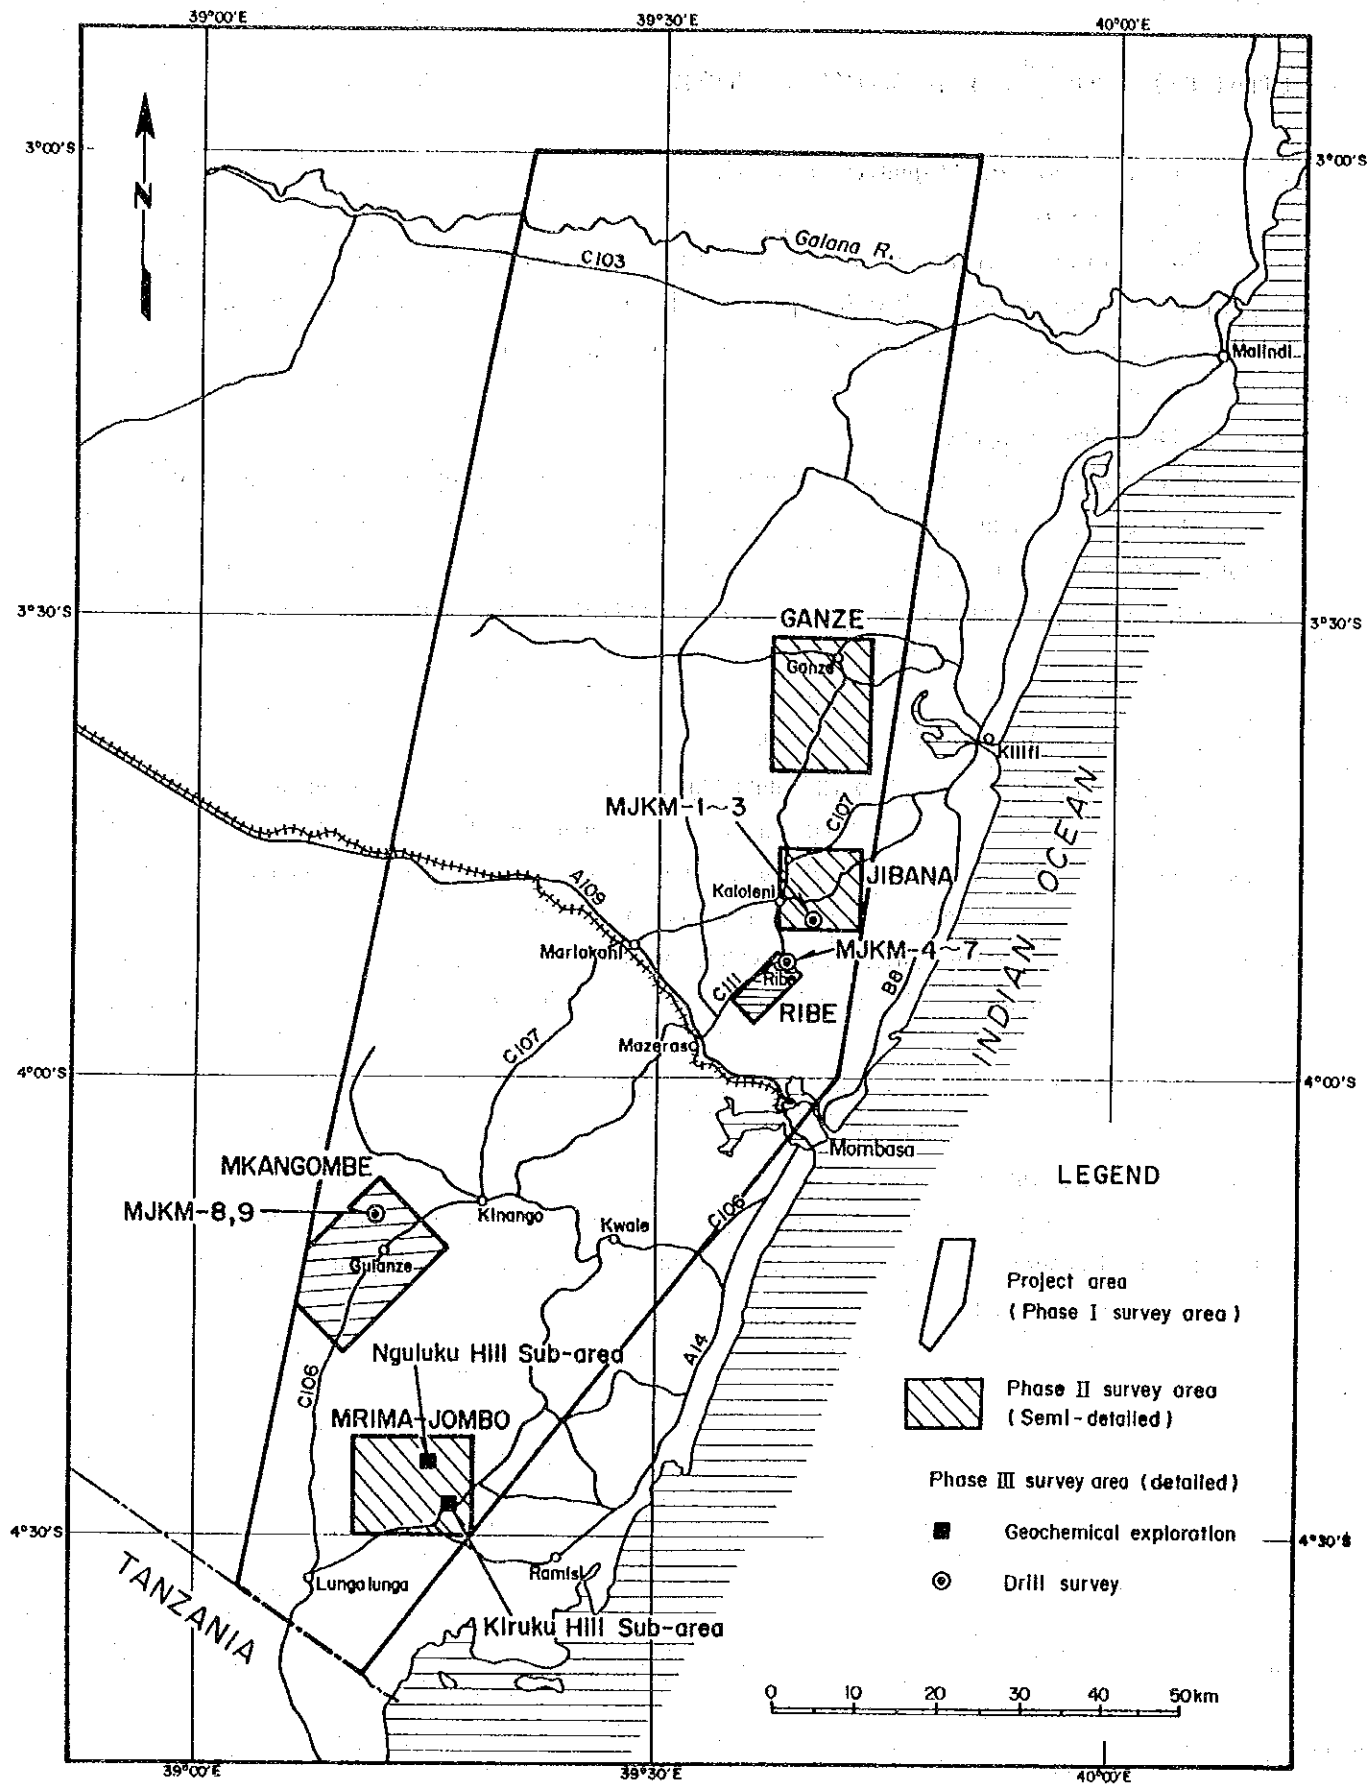 39°00'E
39°30'E
40°00'E
3°00'S
3°00'S
N
Galana R.
C103
Malindi
3°30'S
3°30'S
GANZE
Ganze
Kilifi
MJKM-1~3
C107
JIBANA
A109
Kaloleni
Mariakani
MJKM-4~7
C111
Ribe
RIBE
B8
INDIAN OCEAN
C107
Mazeras
4°00'S
4°00'S
Mombasa
MKANGOMBE
LEGEND
MJKM-8,9
Kinango
Kwale
C106
Gulanze
Project area
(Phase I survey area)
Nguluku Hill Sub-area
A14
C106
Phase II survey area
(Semi-detailed)
MRIMA-JOMBO
Phase III survey area (detailed)
Geochemical exploration
4°30'S
4°30'S
Ramisi
Drill survey
TANZANIA
Lungalunga
Kiruku Hill Sub-area
0 10 20 30 40 50km
39°00'E
39°30'E
40°00'E